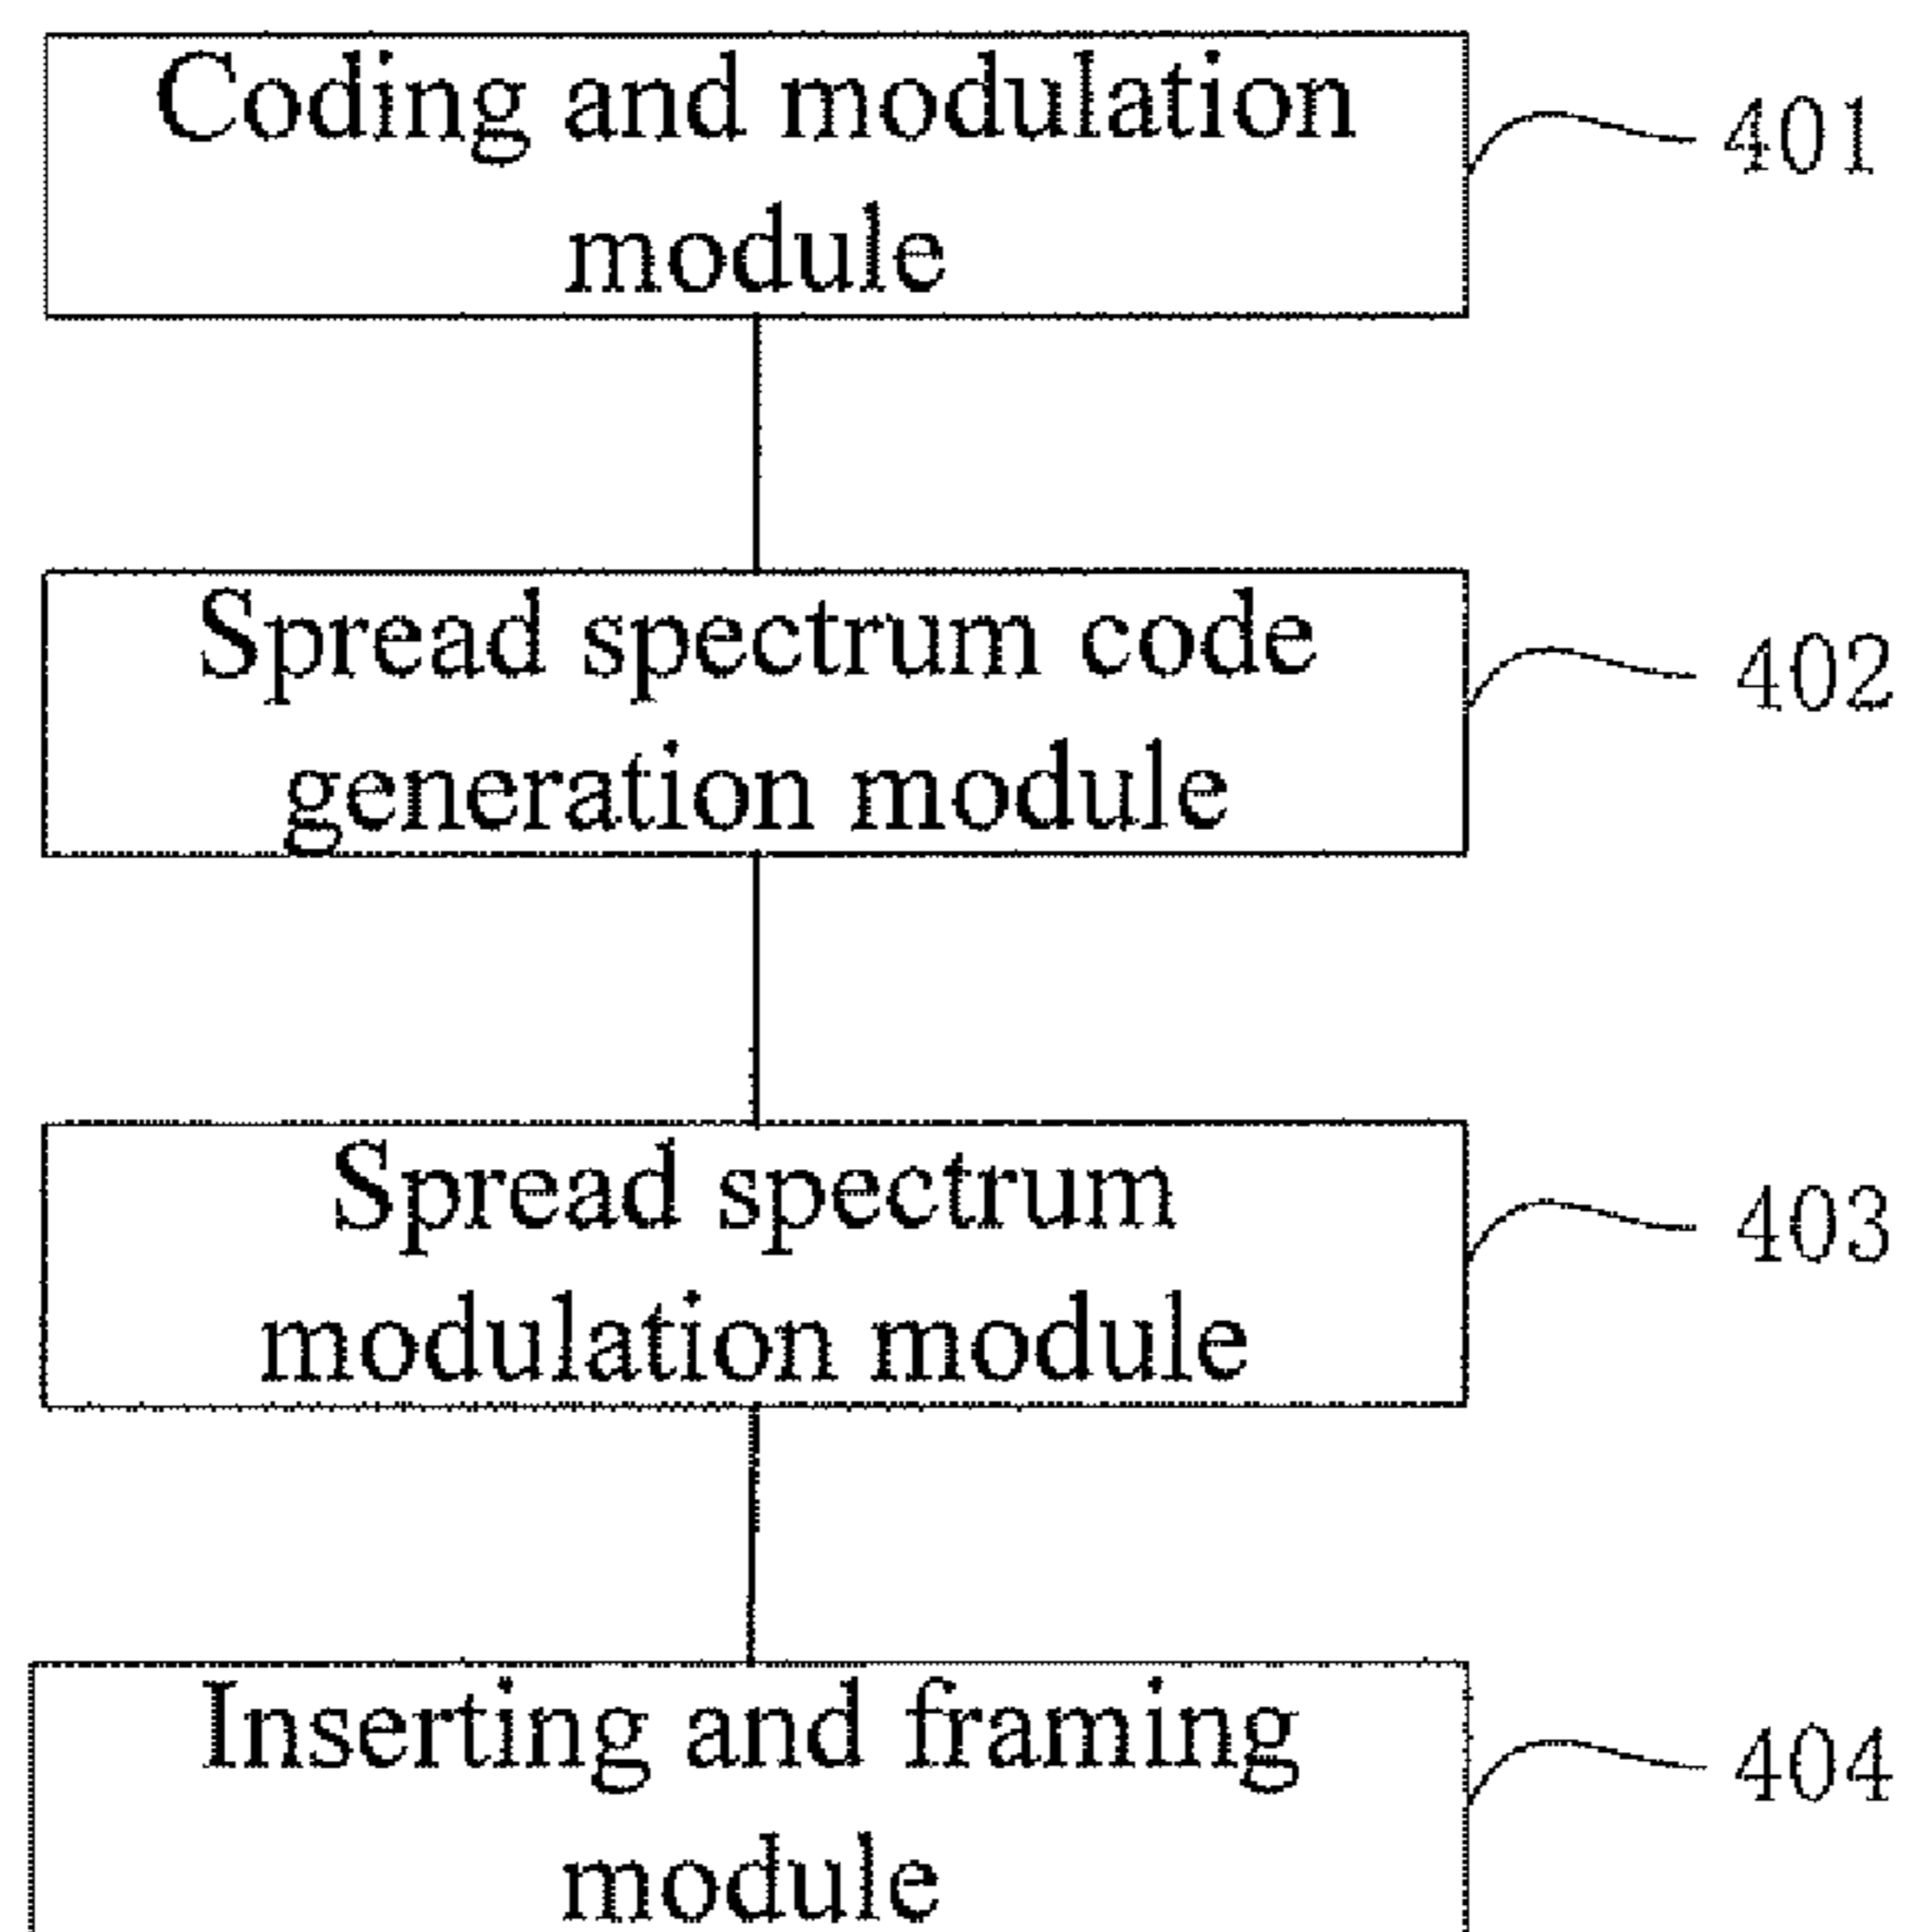 Coding and modulation
module
401
Spread spectrum code
generation module
402
Spread spectrum
modulation module
403
Inserting and framing
module
404